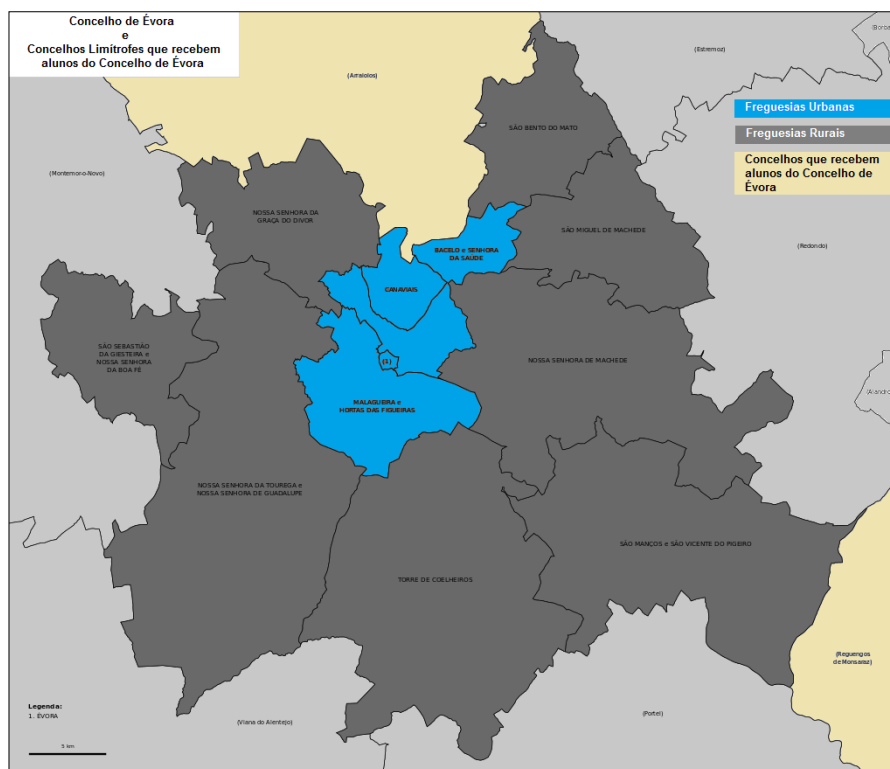 Concelho de Évora
e
Concelhos Limítrofes que recebem
alunos do Concelho de Évora
(Estremoz)
(Arraiolos)
Freguesias Urbanas
Freguesias Rurais
Concelhos que recebem
alunos do Concelho de
Évora
SÃO BENTO DO MATO
(Montemoro-Novo)
NOSSA SENHORA DA
GRAÇA DO DIVOR
SÃO MIGUEL DE MACHEDE
(Redondo)
BACELO e SENHORA
DA SAÚDE
CANAVIAIS
SÃO SEBASTIÃO
DA GIESTEIRA e
NOSSA SENHORA
DA BOA FÉ
(1)
NOSSA SENHORA DE MACHEDE
MALAGUEIRA e
HORTAS DAS FIGUEIRAS
NOSSA SENHORA DA TOUREGA e
NOSSA SENHORA DE GUADALUPE
SÃO MANÇOS e SÃO VICENTE DO PIGEIRO
TORRE DE COELHEIROS
(Reguengos
de Monsaraz)
Legenda:
1. ÉVORA
(Viana do Alentejo)
(Portel)
5 km